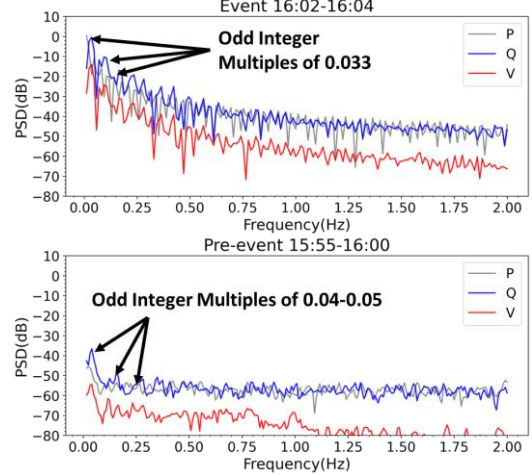 Event 16:02-16:04
10
0
−10
−20
−30
−40
−50
−60
−70
−80
PSD(dB)
Odd Integer
Multiples of 0.033
P
Q
V
0.00 0.25 0.50 0.75 1.00 1.25 1.50 1.75 2.00
Frequency(Hz)
Pre-event 15:55-16:00
10
0
−10
−20
−30
−40
−50
−60
−70
−80
PSD(dB)
Odd Integer Multiples of 0.04-0.05
P
Q
V
0.00 0.25 0.50 0.75 1.00 1.25 1.50 1.75 2.00
Frequency(Hz)